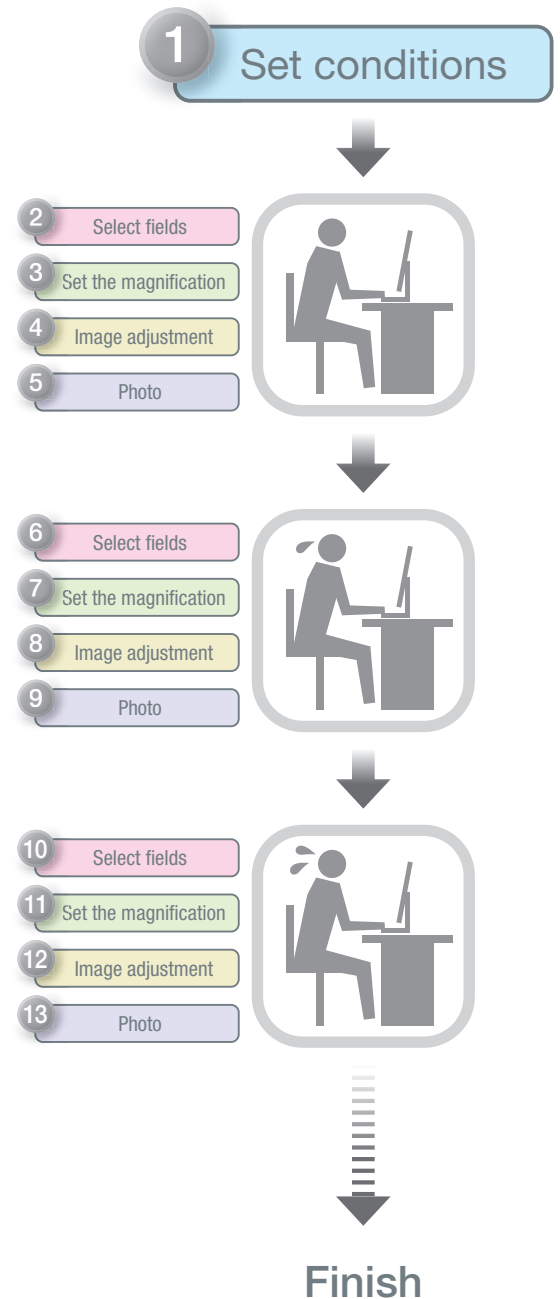 1 Set conditions
2 Select fields
3 Set the magnification
4 Image adjustment
5 Photo
6 Select fields
7 Set the magnification
8 Image adjustment
9 Photo
10 Select fields
11 Set the magnification
12 Image adjustment
13 Photo
Finish